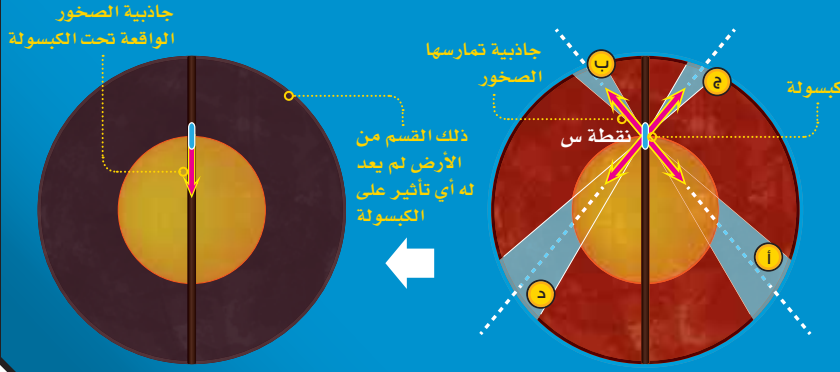 كبسولة
جاذبية تمارسها
الصخور
ب
ج
نقطة س
أ
د
جاذبية الصخور
الواقعة تحت الكبسولة
ذلك القسم من
الأرض لم يعد
له أي تأثير على
الكبسولة